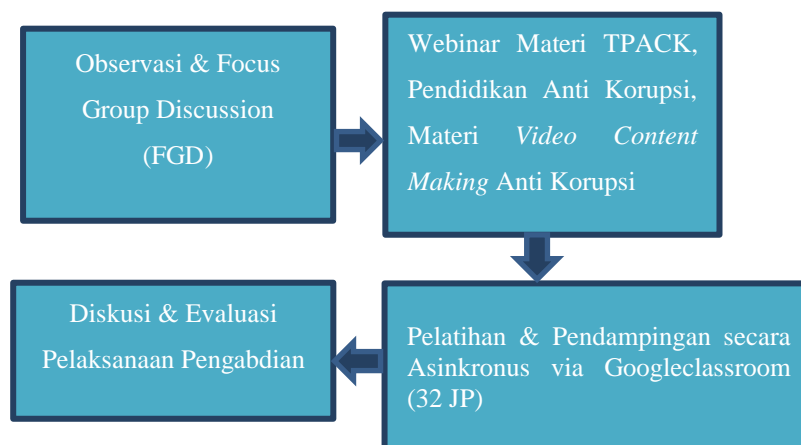 Observasi & Focus
Group Discussion
(FGD)
Webinar Materi TPACK,
Pendidikan Anti Korupsi,
Materi Video Content
Making Anti Korupsi
Pelatihan & Pendampingan secara
Asinkronus via Googleclassroom
(32 JP)
Diskusi & Evaluasi
Pelaksanaan Pengabdian